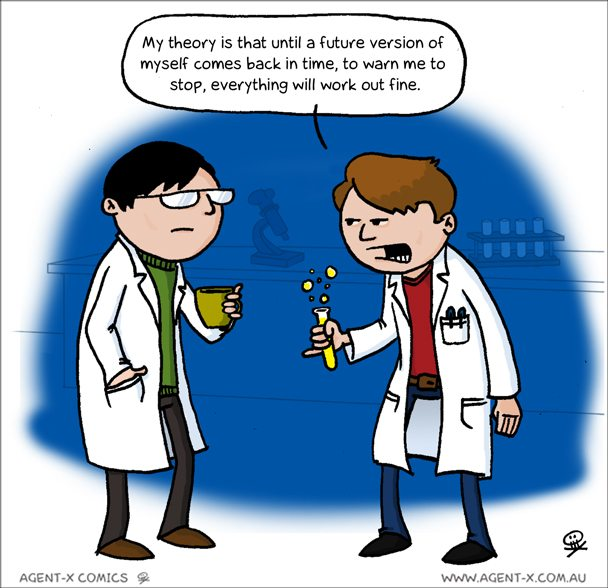 My theory is that until a future version of
myself comes back in time, to warn me to
stop, everything will work out fine.
AGENT-X COMICS
WWW.AGENT-X.COM.AU